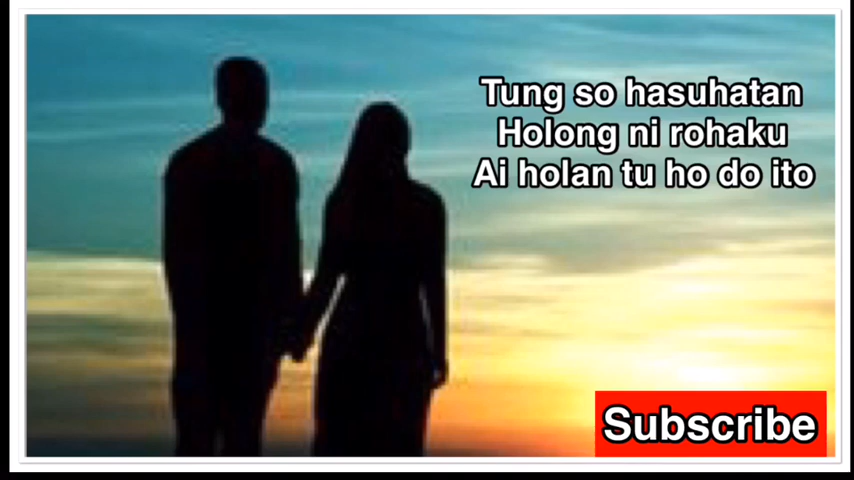 Tung so hasuhatan
Holong ni rohaku
Ai holan tu ho do ito
Subscribe